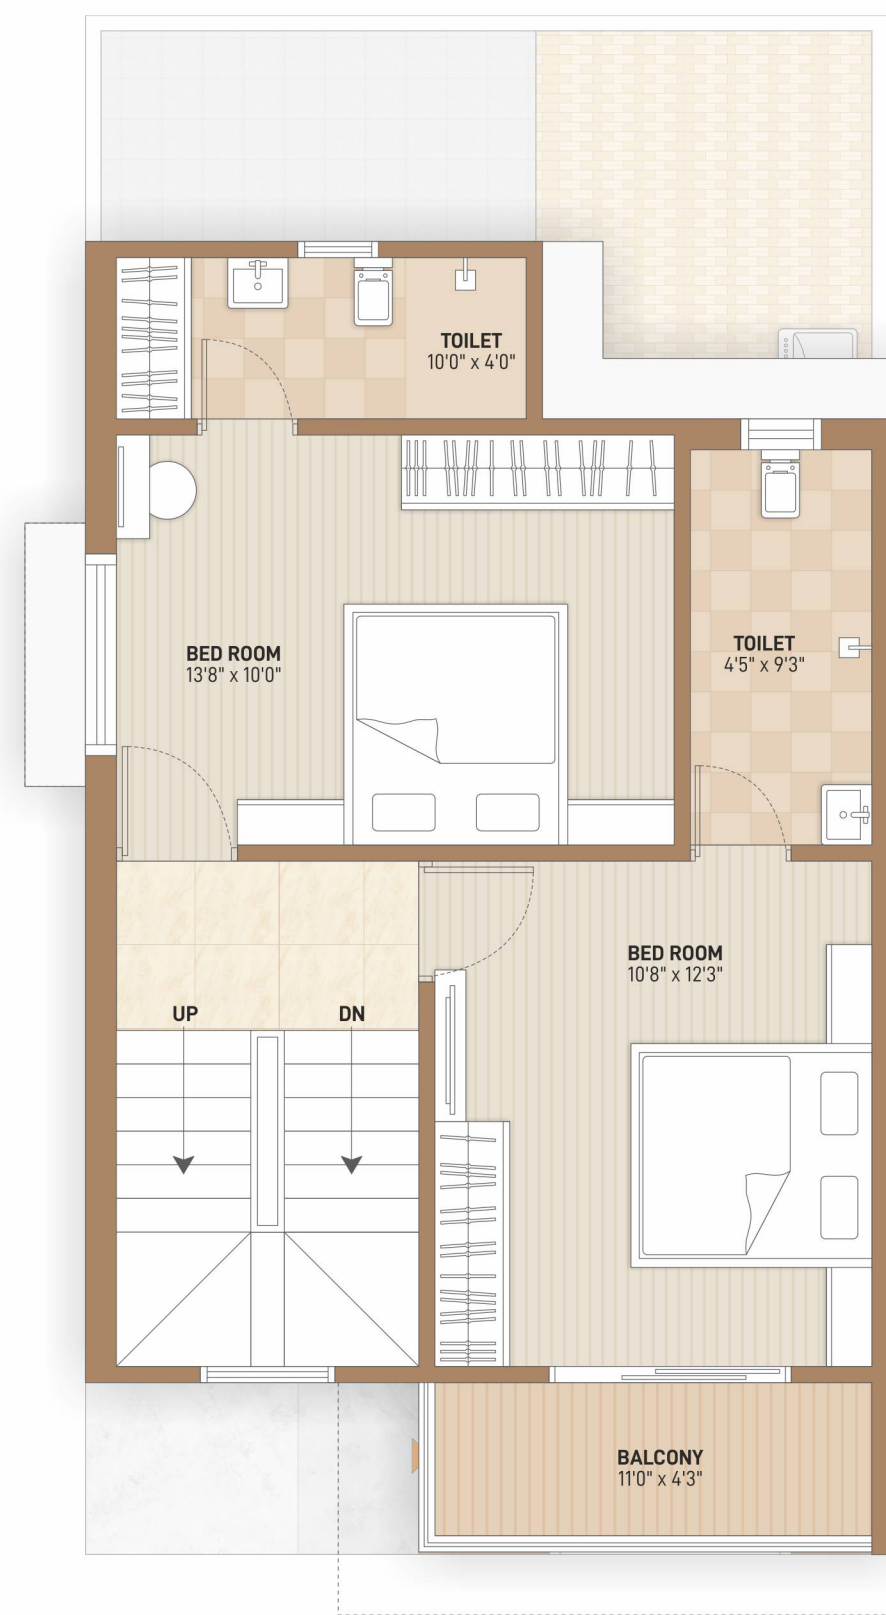 TOILET
10'0" x 4'0"
BED ROOM
13'8" x 10'0"
TOILET
4'5" x 9'3"
BED ROOM
10'8" x 12'3"
UP
DN
BALCONY
11'0" x 4'3"